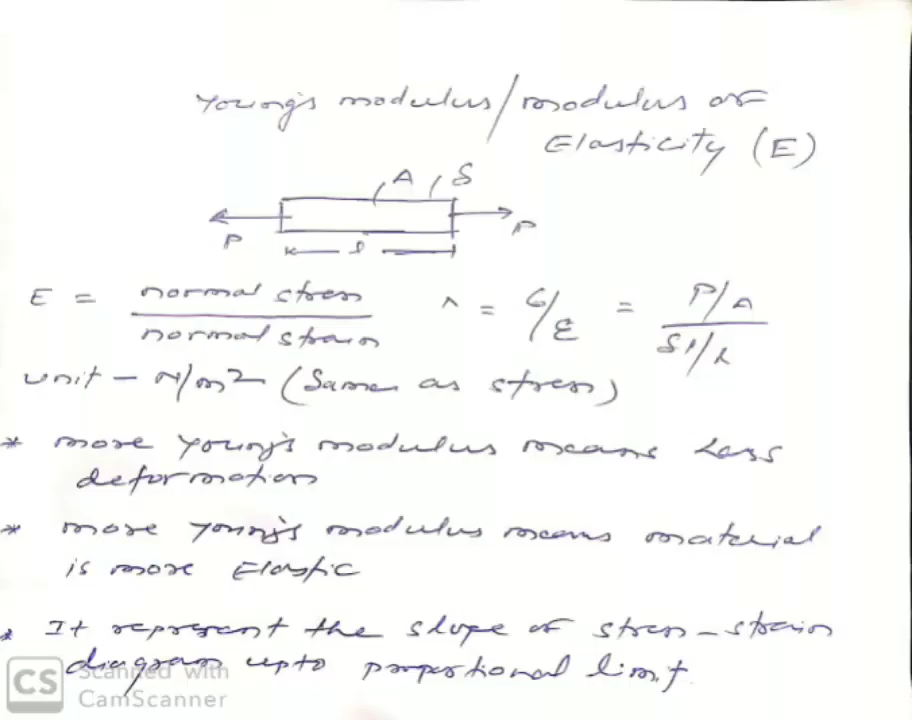 Young's modulus/modulus of
Elasticity (E)
A δ
P P
l
E = normal stress / normal strain = σ/ε = P/A / δl/l
unit - N/m2 (Same as stress)
* more Young's modulus means Less
deformation
* more Young's modulus means material
is more Elastic
* It represent the slope of stress-strain
diagram upto proportional limit.
CS Scanned with
CamScanner